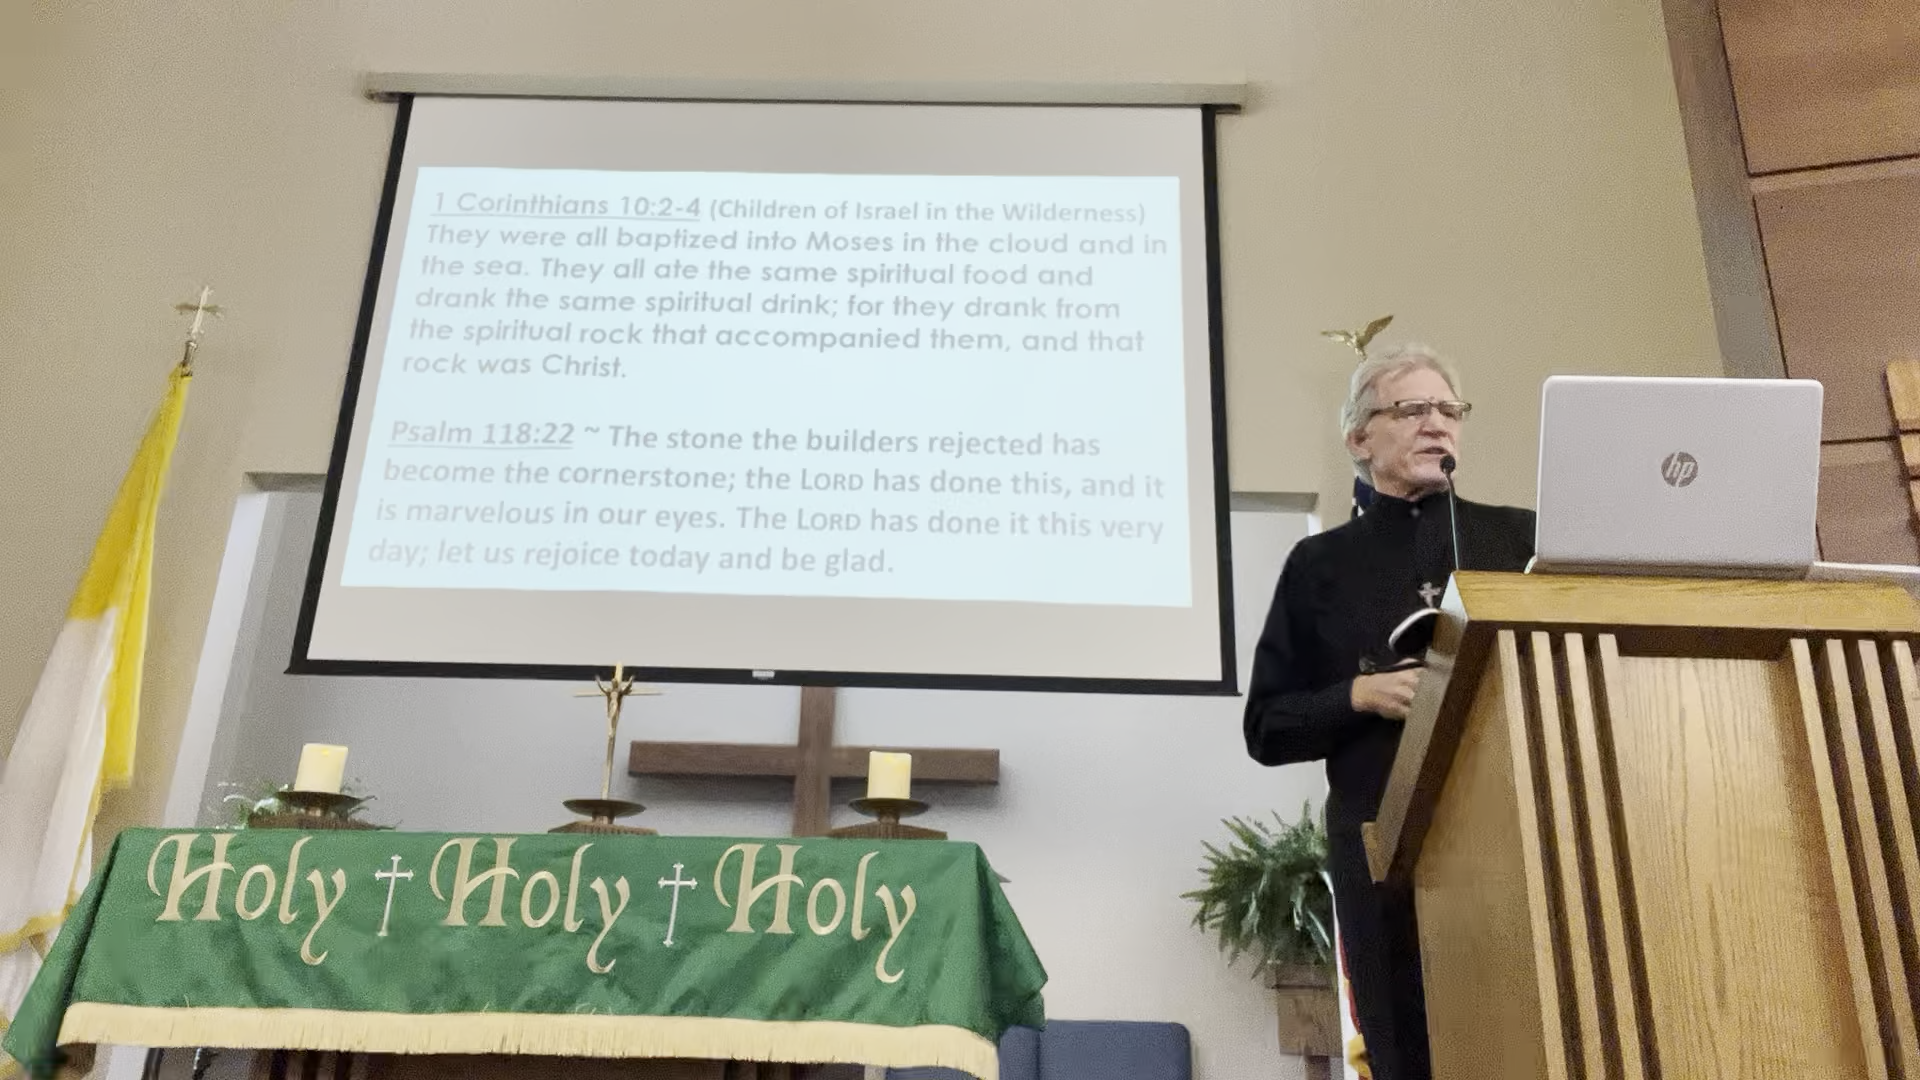 1 Corinthians 10:2-4 (Children of Israel in the Wilderness)
They were all baptized into Moses in the cloud and in
the sea. They all ate the same spiritual food and
drank the same spiritual drink; for they drank from
the spiritual rock that accompanied them, and that
rock was Christ.
Psalm 118:22 ~ The stone the builders rejected has
become the cornerstone; the LORD has done this, and it
is marvelous in our eyes. The LORD has done it this very
day; let us rejoice today and be glad.
hp
Holy Holy Holy